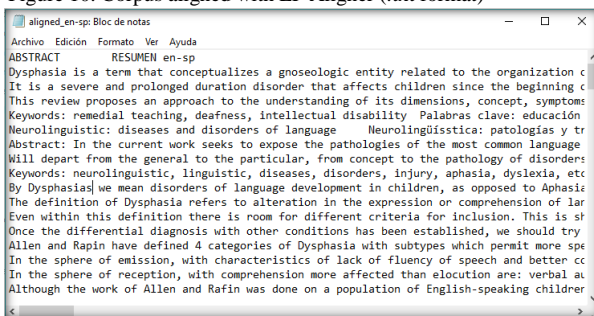 aligned_en-sp: Bloc de notas
Archivo Edición Formato Ver Ayuda
ABSTRACT RESUMEN en-sp
Dysphasia is a term that conceptualizes a gnoseologic entity related to the organization
It is a severe and prolonged duration disorder that affects children since the beginning
This review proposes an approach to the understanding of its dimensions, concept, symptoms
Keywords: remedial teaching, deafness, intellectual disability Palabras clave: educación
Neurolinguistic: diseases and disorders of language Neurolingüísstica: patologías y tr
Abstract: In the current work seeks to expose the pathologies of the most common language
Will depart from the general to the particular, from concept to the pathology of disorders
Keywords: neurolinguistic, linguistic, diseases, disorders, injury, aphasia, dyslexia, etc
By Dysphasias we mean disorders of language development in children, as opposed to Aphasia
The definition of Dysphasia refers to alteration in the expression or comprehension of lan
Even within this definition there is room for different criteria for inclusion. This is sh
Once the differential diagnosis with other conditions has been established, we should try
Allen and Rapin have defined 4 categories of Dysphasia with subtypes which permit more spe
In the sphere of emission, with characteristics of lack of fluency of speech and better co
In the sphere of reception, with comprehension more affected than elocution are: verbal au
Although the work of Allen and Rafin was done on a population of English-speaking children